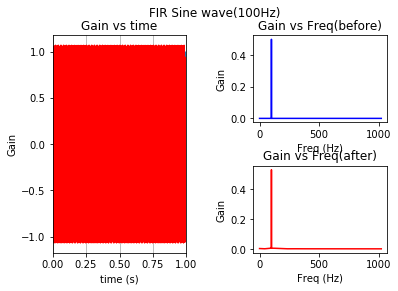 FIR Sine wave(100Hz)
Gain vs time
Gain
1.0
0.5
0.0
−0.5
−1.0
0.00 0.25 0.50 0.75 1.00
time (s)
Gain vs Freq(before)
Gain
0.4
0.2
0.0
0 500 1000
Freq (Hz)
Gain vs Freq(after)
Gain
0.4
0.2
0.0
0 500 1000
Freq (Hz)